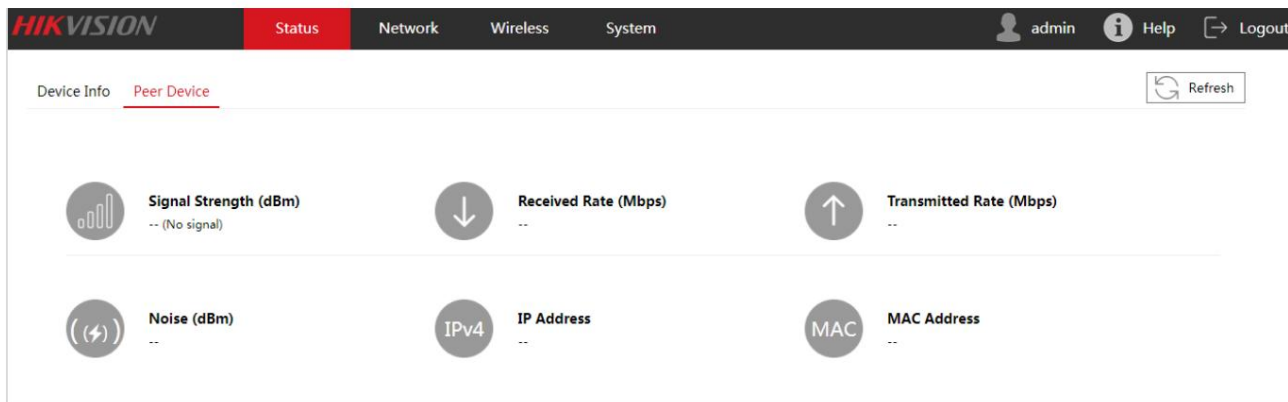 HIKVISION Status Network Wireless System admin Help Logout
Device Info Peer Device Refresh
Signal Strength (dBm) Received Rate (Mbps) Transmitted Rate (Mbps)
-- (No signal) -- --
Noise (dBm) IPv4 IP Address MAC MAC Address
-- -- --